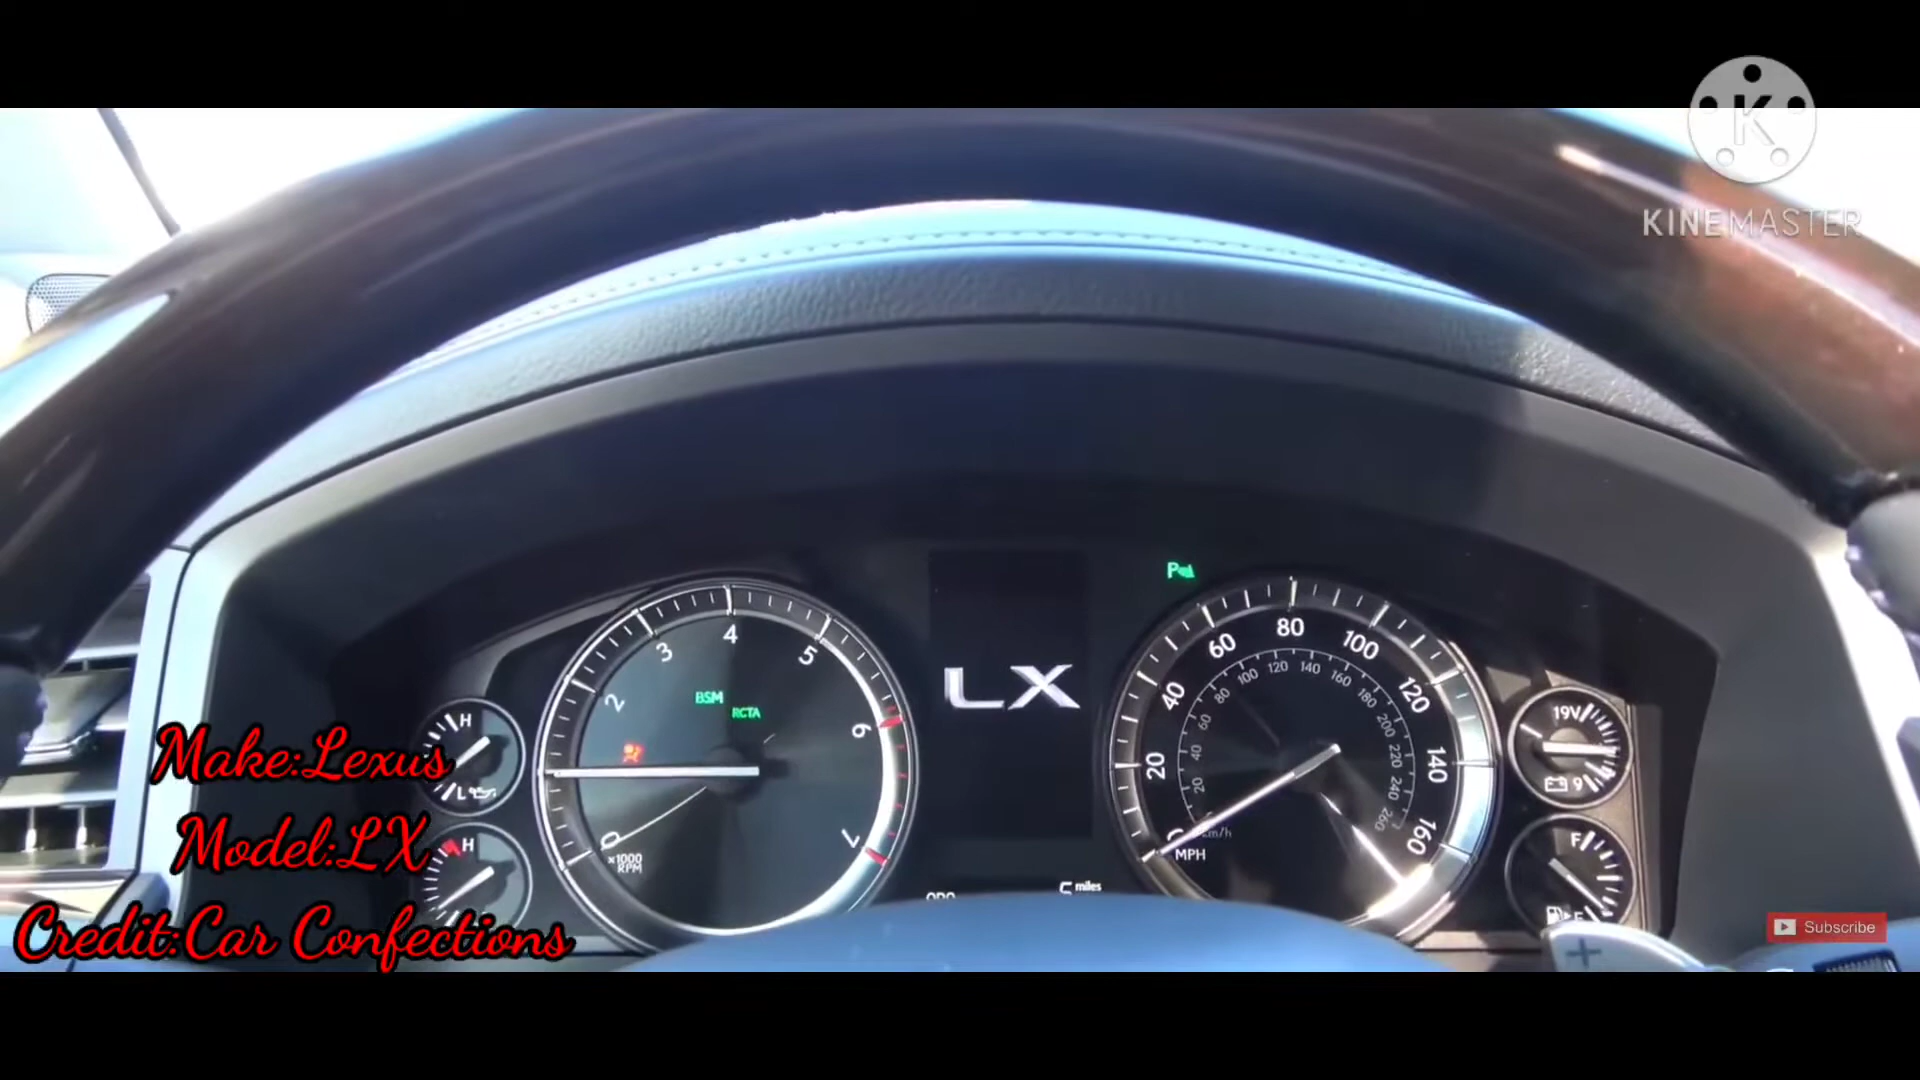 K
KINEMASTER
P
LX
2
3
4
5
6
7
0
BSM
RCTA
x1000
RPM
H
L
H
20
40
60
80
100
120
140
160
20
40
60
80
100
120
140
160
180
200
220
240
260
km/h
MPH
ODO
5 miles
19V
9
F
E
Make:Lexus
Model:LX
Credit:Car Confections
Subscribe
+